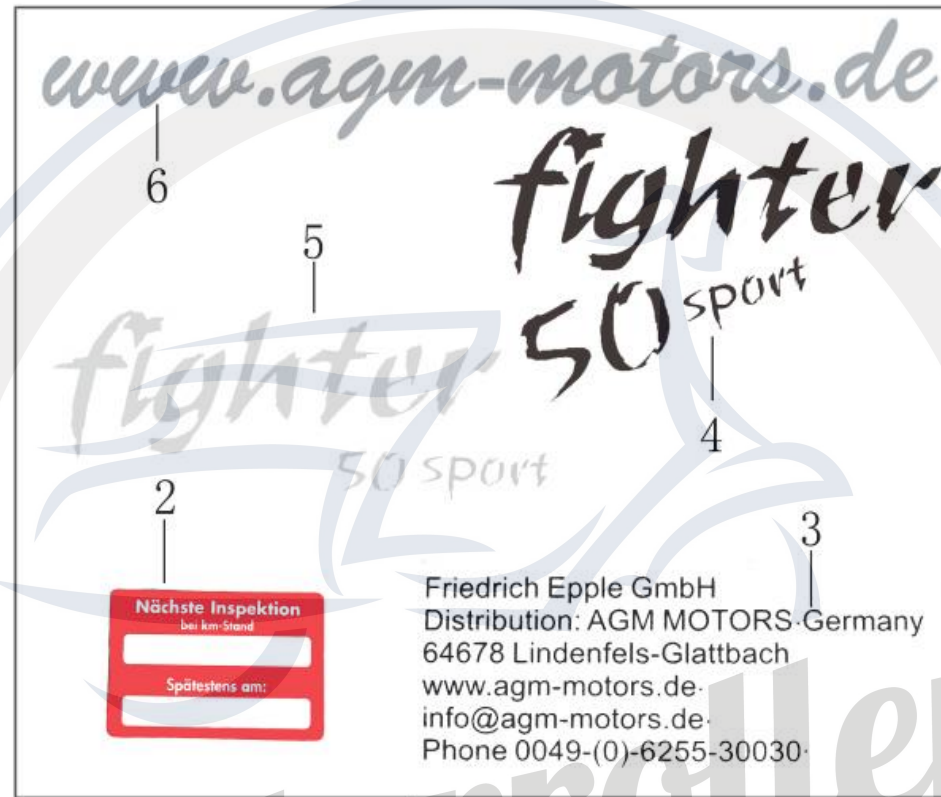 www.agm-motors.de
6
fighter
50 sport
5
4
fighter
50 sport
2
3
Nächste Inspektion
bei km-Stand
Spätestens am:
Friedrich Epple GmbH
Distribution: AGM MOTORS·Germany
64678 Lindenfels-Glattbach
www.agm-motors.de·
info@agm-motors.de·
Phone 0049-(0)-6255-30030·